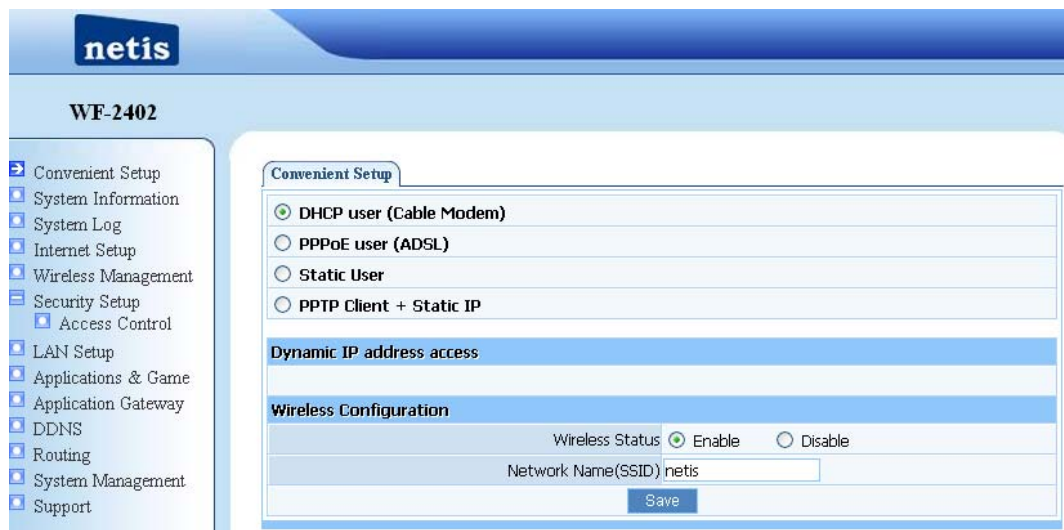 netis
WF-2402
Convenient Setup
System Information
System Log
Internet Setup
Wireless Management
Security Setup
Access Control
LAN Setup
Applications & Game
Application Gateway
DDNS
Routing
System Management
Support
Convenient Setup
DHCP user (Cable Modem)
PPPoE user (ADSL)
Static User
PPTP Client + Static IP
Dynamic IP address access
Wireless Configuration
Wireless Status Enable Disable
Network Name(SSID) netis
Save